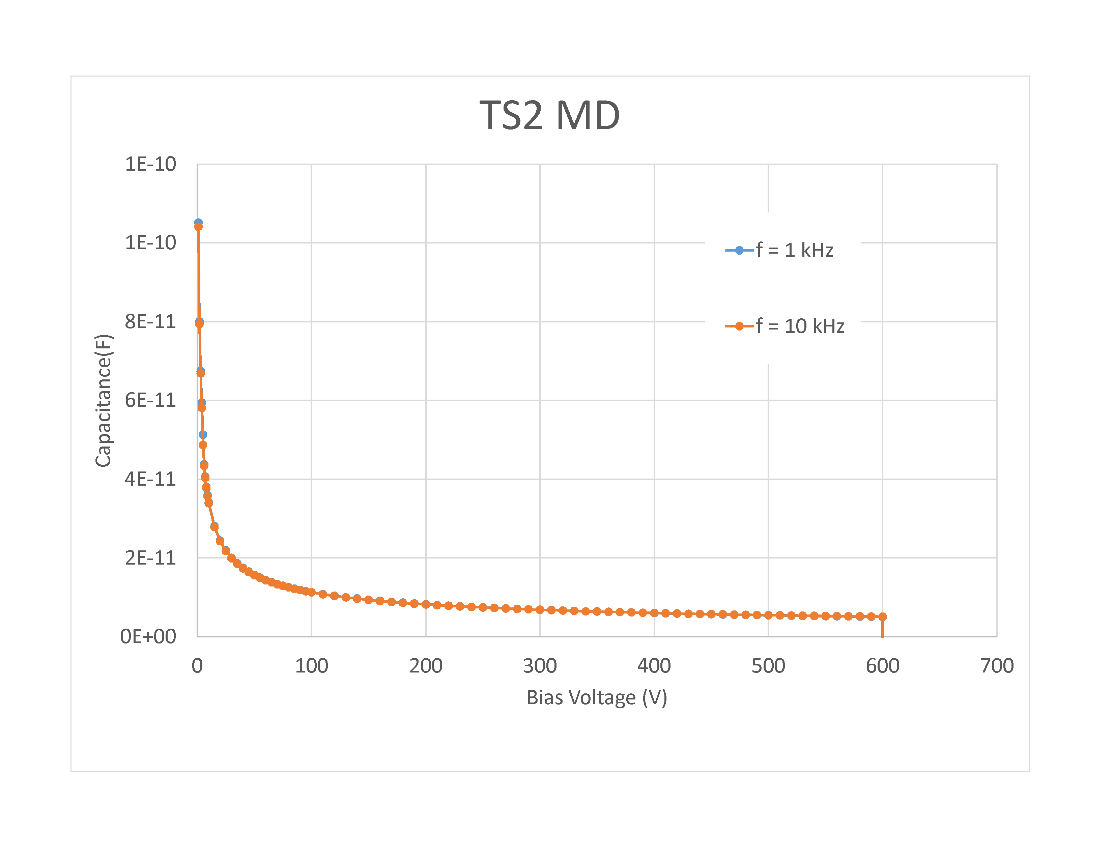 TS2 MD
1E-10
1E-10
8E-11
6E-11
4E-11
2E-11
0E+00
Capacitance(F)
f = 1 kHz
f = 10 kHz
0 100 200 300 400 500 600 700
Bias Voltage (V)